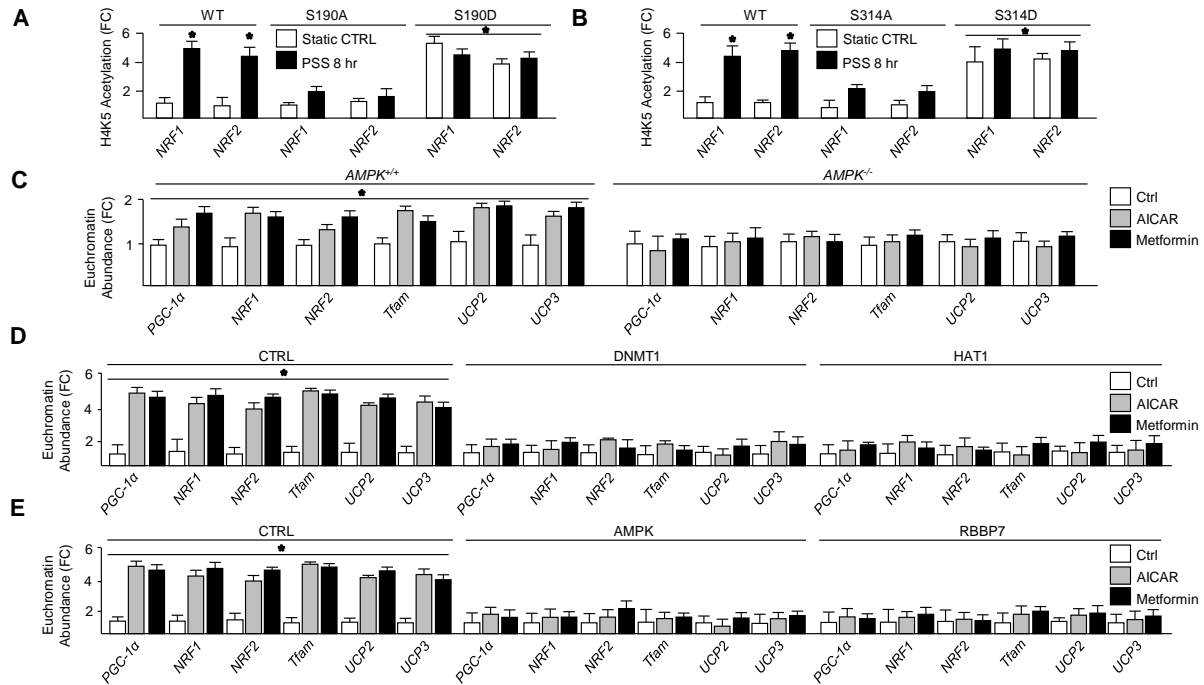 A
WT
S190A
S190D
H4K5 Acetylation (FC)
6
4
2
*
*
*
Static CTRL
PSS 8 hr
NRF1
NRF2
NRF1
NRF2
NRF1
NRF2
B
WT
S314A
S314D
H4K5 Acetylation (FC)
6
4
2
*
*
*
Static CTRL
PSS 8 hr
NRF1
NRF2
NRF1
NRF2
NRF1
NRF2
C
AMPK+/+
AMPK-/-
Euchromatin
Abundance (FC)
2
1
*
Ctrl
AICAR
Metformin
PGC-1α
NRF1
NRF2
Tfam
UCP2
UCP3
PGC-1α
NRF1
NRF2
Tfam
UCP2
UCP3
D
CTRL
DNMT1
HAT1
Euchromatin
Abundance (FC)
6
4
2
*
Ctrl
AICAR
Metformin
PGC-1α
NRF1
NRF2
Tfam
UCP2
UCP3
PGC-1α
NRF1
NRF2
Tfam
UCP2
UCP3
PGC-1α
NRF1
NRF2
Tfam
UCP2
UCP3
E
CTRL
AMPK
RBBP7
Euchromatin
Abundance (FC)
6
4
2
*
Ctrl
AICAR
Metformin
PGC-1α
NRF1
NRF2
Tfam
UCP2
UCP3
PGC-1α
NRF1
NRF2
Tfam
UCP2
UCP3
PGC-1α
NRF1
NRF2
Tfam
UCP2
UCP3